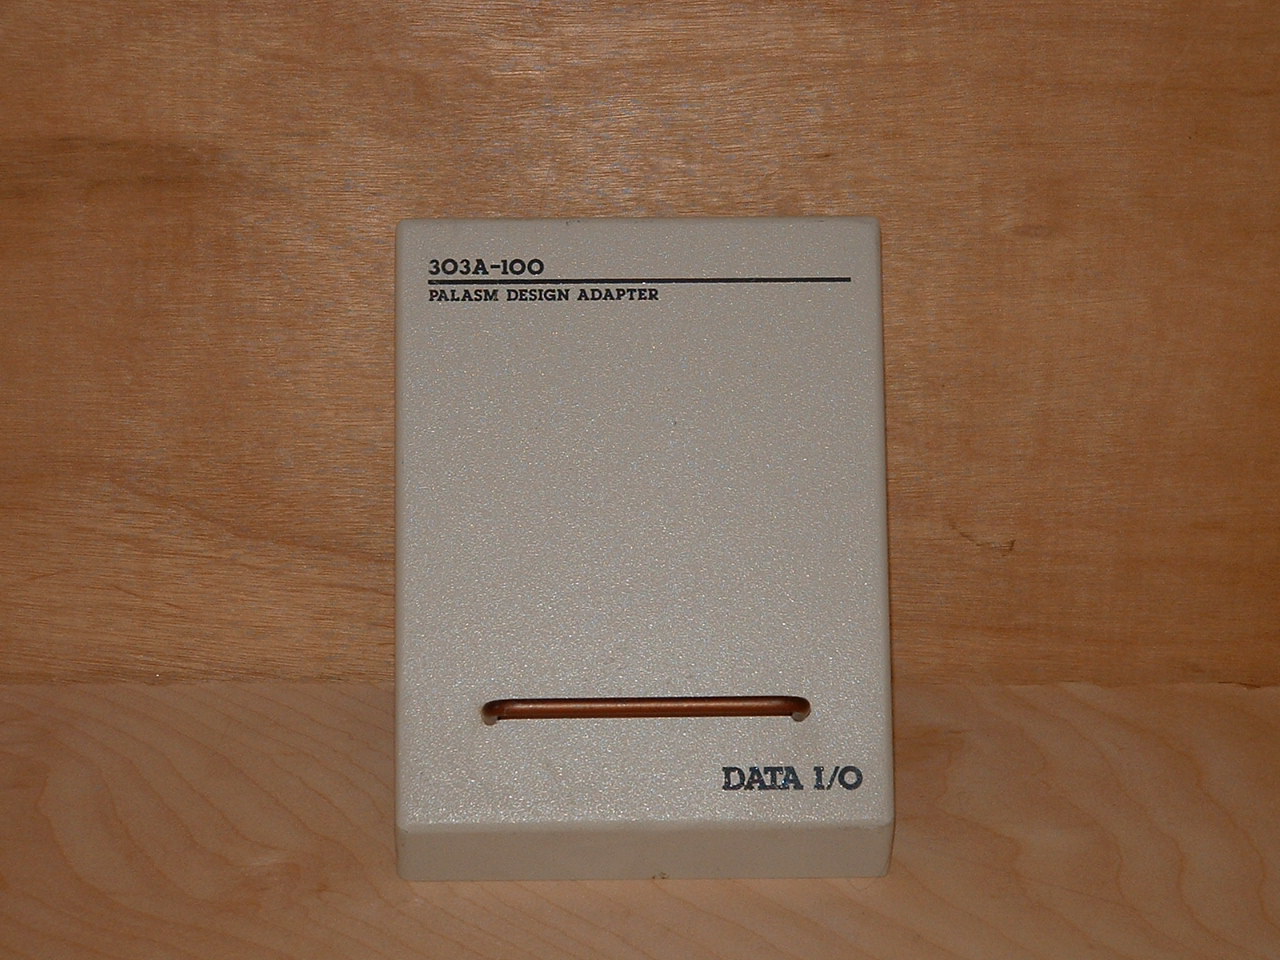 303A-100
PALASM DESIGN ADAPTER
DATA I/O